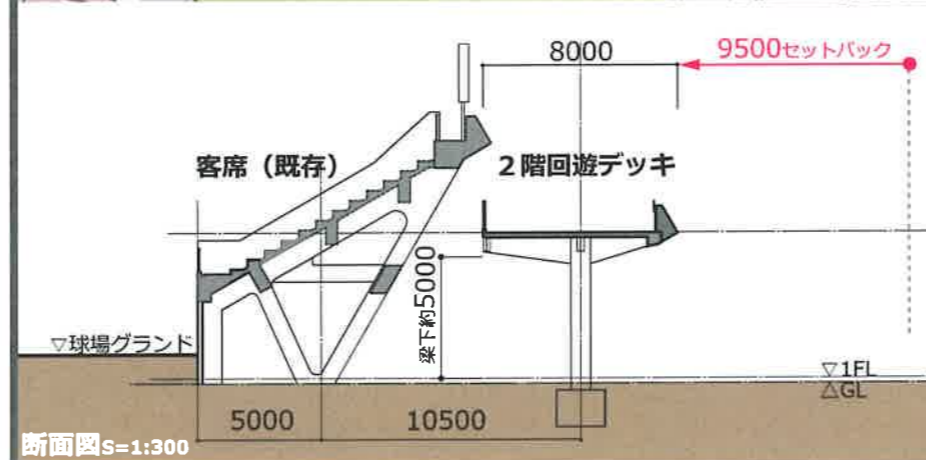 8000
9500セットバック
客席（既存）
2階回遊デッキ
梁下約5000
▽球場グランド
▽1FL
△GL
5000
10500
断面図S=1:300